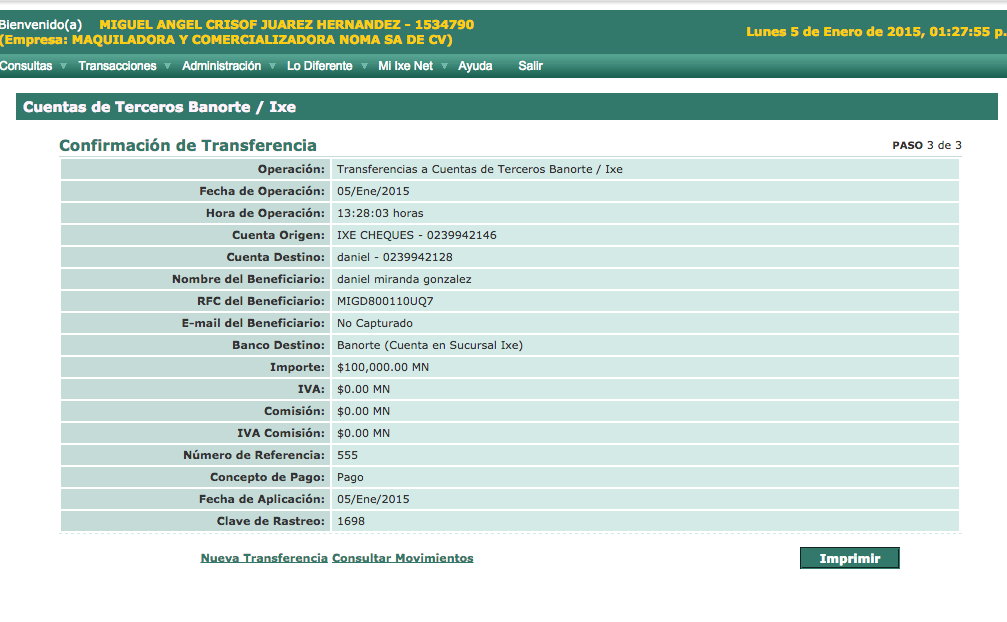 Bienvenido(a) MIGUEL ANGEL CRISOF JUAREZ HERNANDEZ - 1534790
(Empresa: MAQUILADORA Y COMERCIALIZADORA NOMA SA DE CV)
Lunes 5 de Enero de 2015, 01:27:55 p.
Consultas Transacciones Administración Lo Diferente Mi Ixe Net Ayuda Salir
Cuentas de Terceros Banorte / Ixe
Confirmación de Transferencia PASO 3 de 3
Operación: Transferencias a Cuentas de Terceros Banorte / Ixe
Fecha de Operación: 05/Ene/2015
Hora de Operación: 13:28:03 horas
Cuenta Origen: IXE CHEQUES - 0239942146
Cuenta Destino: daniel - 0239942128
Nombre del Beneficiario: daniel miranda gonzalez
RFC del Beneficiario: MIGD800110UQ7
E-mail del Beneficiario: No Capturado
Banco Destino: Banorte (Cuenta en Sucursal Ixe)
Importe: $100,000.00 MN
IVA: $0.00 MN
Comisión: $0.00 MN
IVA Comisión: $0.00 MN
Número de Referencia: 555
Concepto de Pago: Pago
Fecha de Aplicación: 05/Ene/2015
Clave de Rastreo: 1698
Nueva Transferencia Consultar Movimientos Imprimir